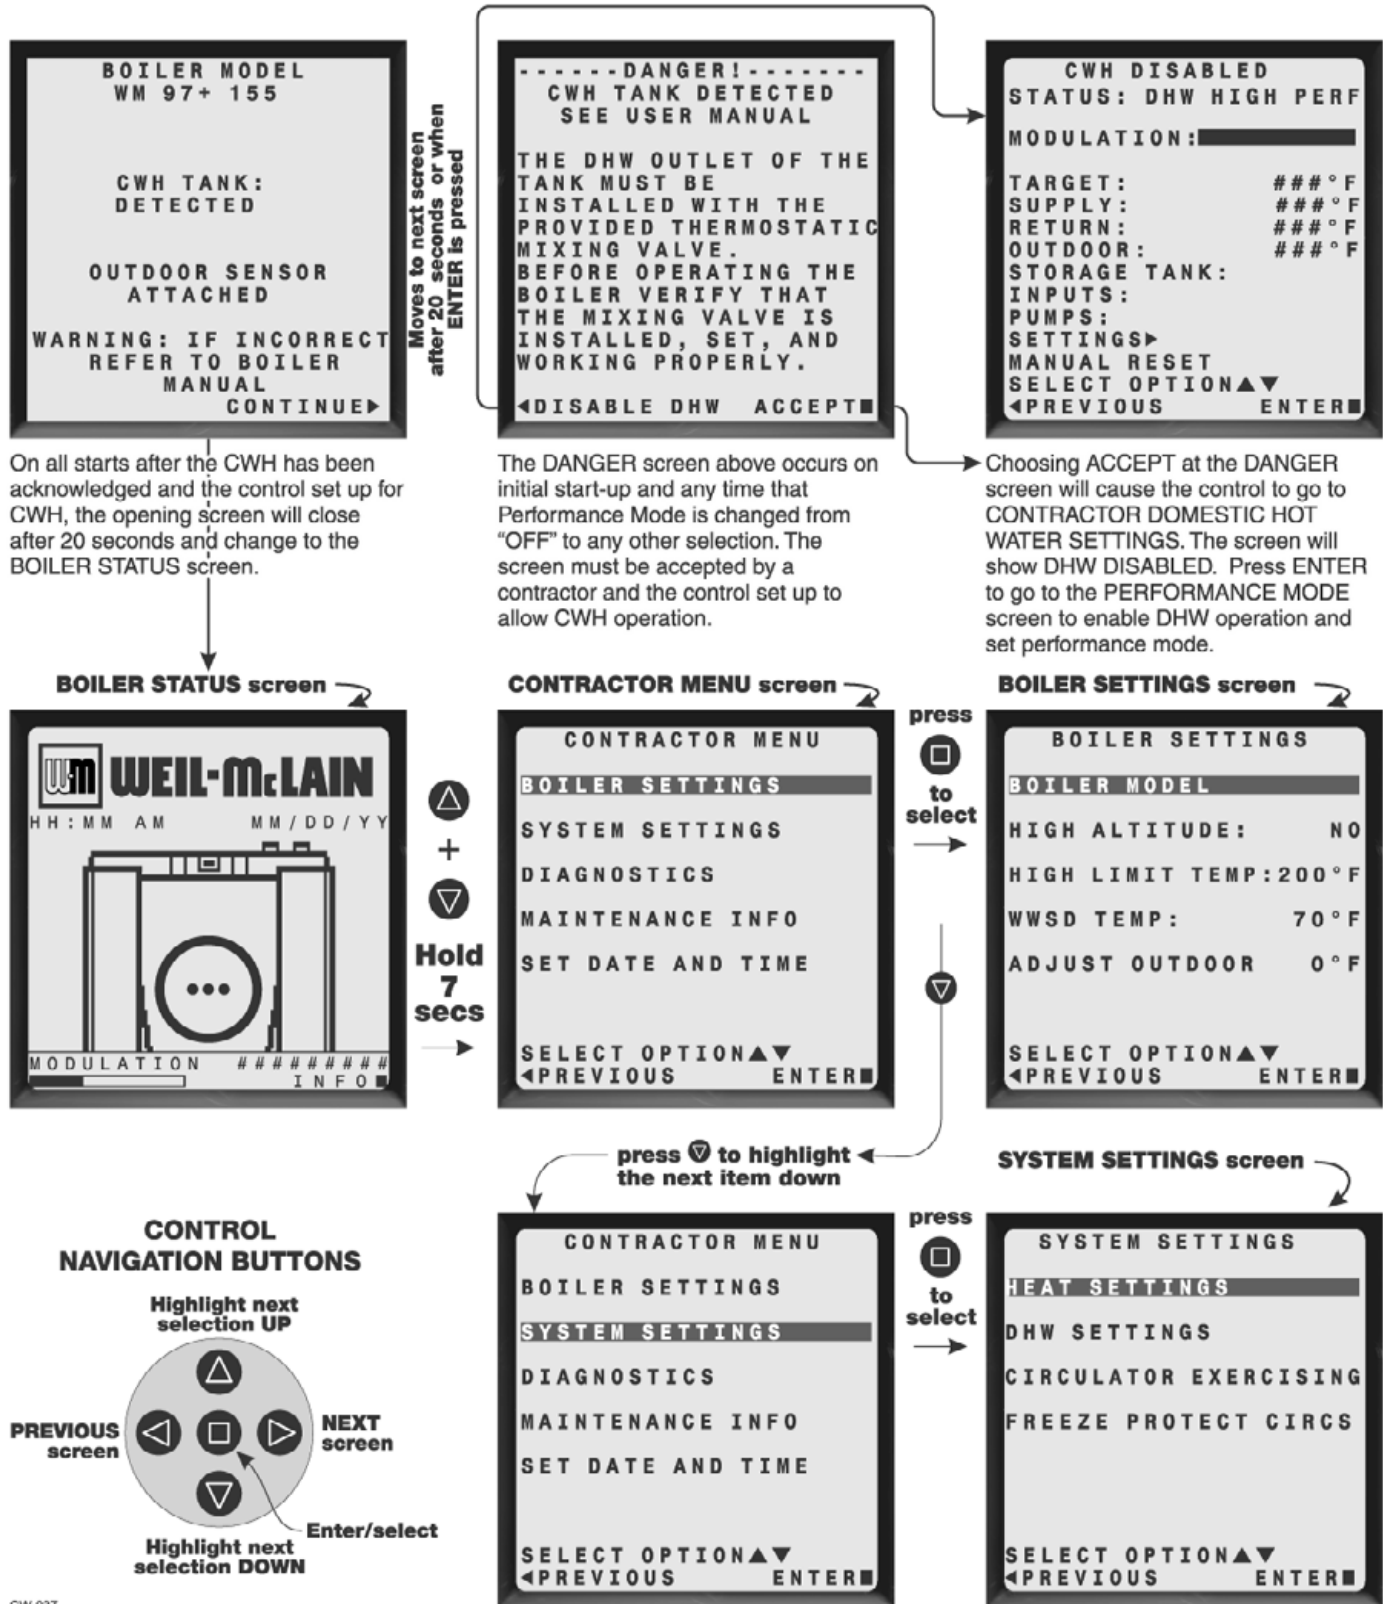 BOILER MODEL
WM 97+ 155
CWH TANK:
DETECTED
OUTDOOR SENSOR
ATTACHED
WARNING: IF INCORRECT
REFER TO BOILER
MANUAL
CONTINUE▶
Moves to next screen
after 20 seconds or when
ENTER is pressed
- - - - - - DANGER! - - - - - - -
CWH TANK DETECTED
SEE USER MANUAL
THE DHW OUTLET OF THE
TANK MUST BE
INSTALLED WITH THE
PROVIDED THERMOSTATIC
MIXING VALVE.
BEFORE OPERATING THE
BOILER VERIFY THAT
THE MIXING VALVE IS
INSTALLED, SET, AND
WORKING PROPERLY.
◀DISABLE DHW ACCEPT■
CWH DISABLED
STATUS: DHW HIGH PERF
MODULATION:
TARGET: ###°F
SUPPLY: ###°F
RETURN: ###°F
OUTDOOR: ###°F
STORAGE TANK:
INPUTS:
PUMPS:
SETTINGS▶
MANUAL RESET
SELECT OPTION▲▼
◀PREVIOUS ENTER■
On all starts after the CWH has been
acknowledged and the control set up for
CWH, the opening screen will close
after 20 seconds and change to the
BOILER STATUS screen.
The DANGER screen above occurs on
initial start-up and any time that
Performance Mode is changed from
“OFF” to any other selection. The
screen must be accepted by a
contractor and the control set up to
allow CWH operation.
Choosing ACCEPT at the DANGER
screen will cause the control to go to
CONTRACTOR DOMESTIC HOT
WATER SETTINGS. The screen will
show DHW DISABLED. Press ENTER
to go to the PERFORMANCE MODE
screen to enable DHW operation and
set performance mode.
BOILER STATUS screen
WM WEIL-McLAIN
HH:MM AM MM/DD/YY
MODULATION #########
INFO■
△
+
▽
Hold
7
secs
CONTRACTOR MENU screen
CONTRACTOR MENU
BOILER SETTINGS
SYSTEM SETTINGS
DIAGNOSTICS
MAINTENANCE INFO
SET DATE AND TIME
SELECT OPTION▲▼
◀PREVIOUS ENTER■
press
to
select
BOILER SETTINGS screen
BOILER SETTINGS
BOILER MODEL
HIGH ALTITUDE: NO
HIGH LIMIT TEMP:200°F
WWSD TEMP: 70°F
ADJUST OUTDOOR 0°F
SELECT OPTION▲▼
◀PREVIOUS ENTER■
press ▽ to highlight
the next item down
CONTROL
NAVIGATION BUTTONS
Highlight next
selection UP
PREVIOUS
screen
NEXT
screen
Enter/select
Highlight next
selection DOWN
CONTRACTOR MENU
BOILER SETTINGS
SYSTEM SETTINGS
DIAGNOSTICS
MAINTENANCE INFO
SET DATE AND TIME
SELECT OPTION▲▼
◀PREVIOUS ENTER■
press
to
select
SYSTEM SETTINGS screen
SYSTEM SETTINGS
HEAT SETTINGS
DHW SETTINGS
CIRCULATOR EXERCISING
FREEZE PROTECT CIRCS
SELECT OPTION▲▼
◀PREVIOUS ENTER■